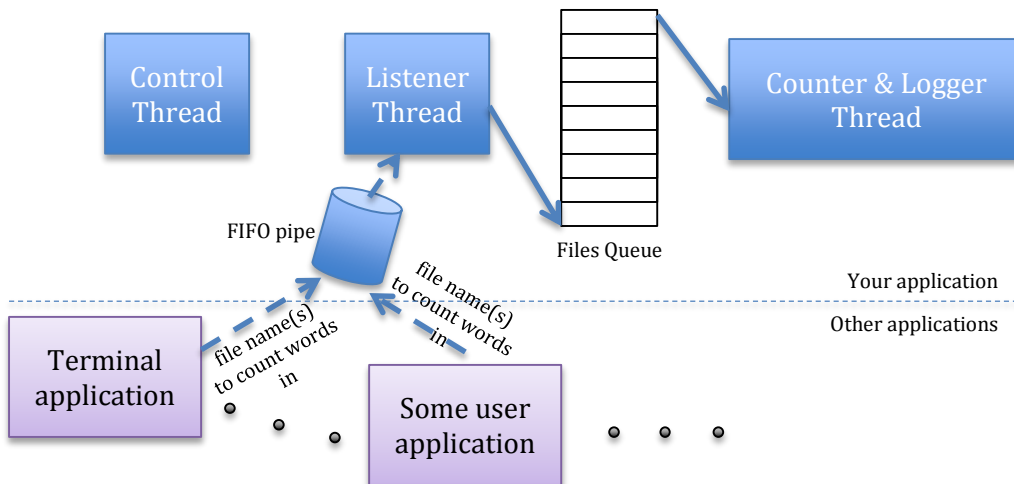 Control
Thread
Listener
Thread
Counter & Logger
Thread
FIFO pipe
Files Queue
Your application
Other applications
file name(s)
to count words
in
file name(s)
to count words
in
Terminal
application
Some user
application